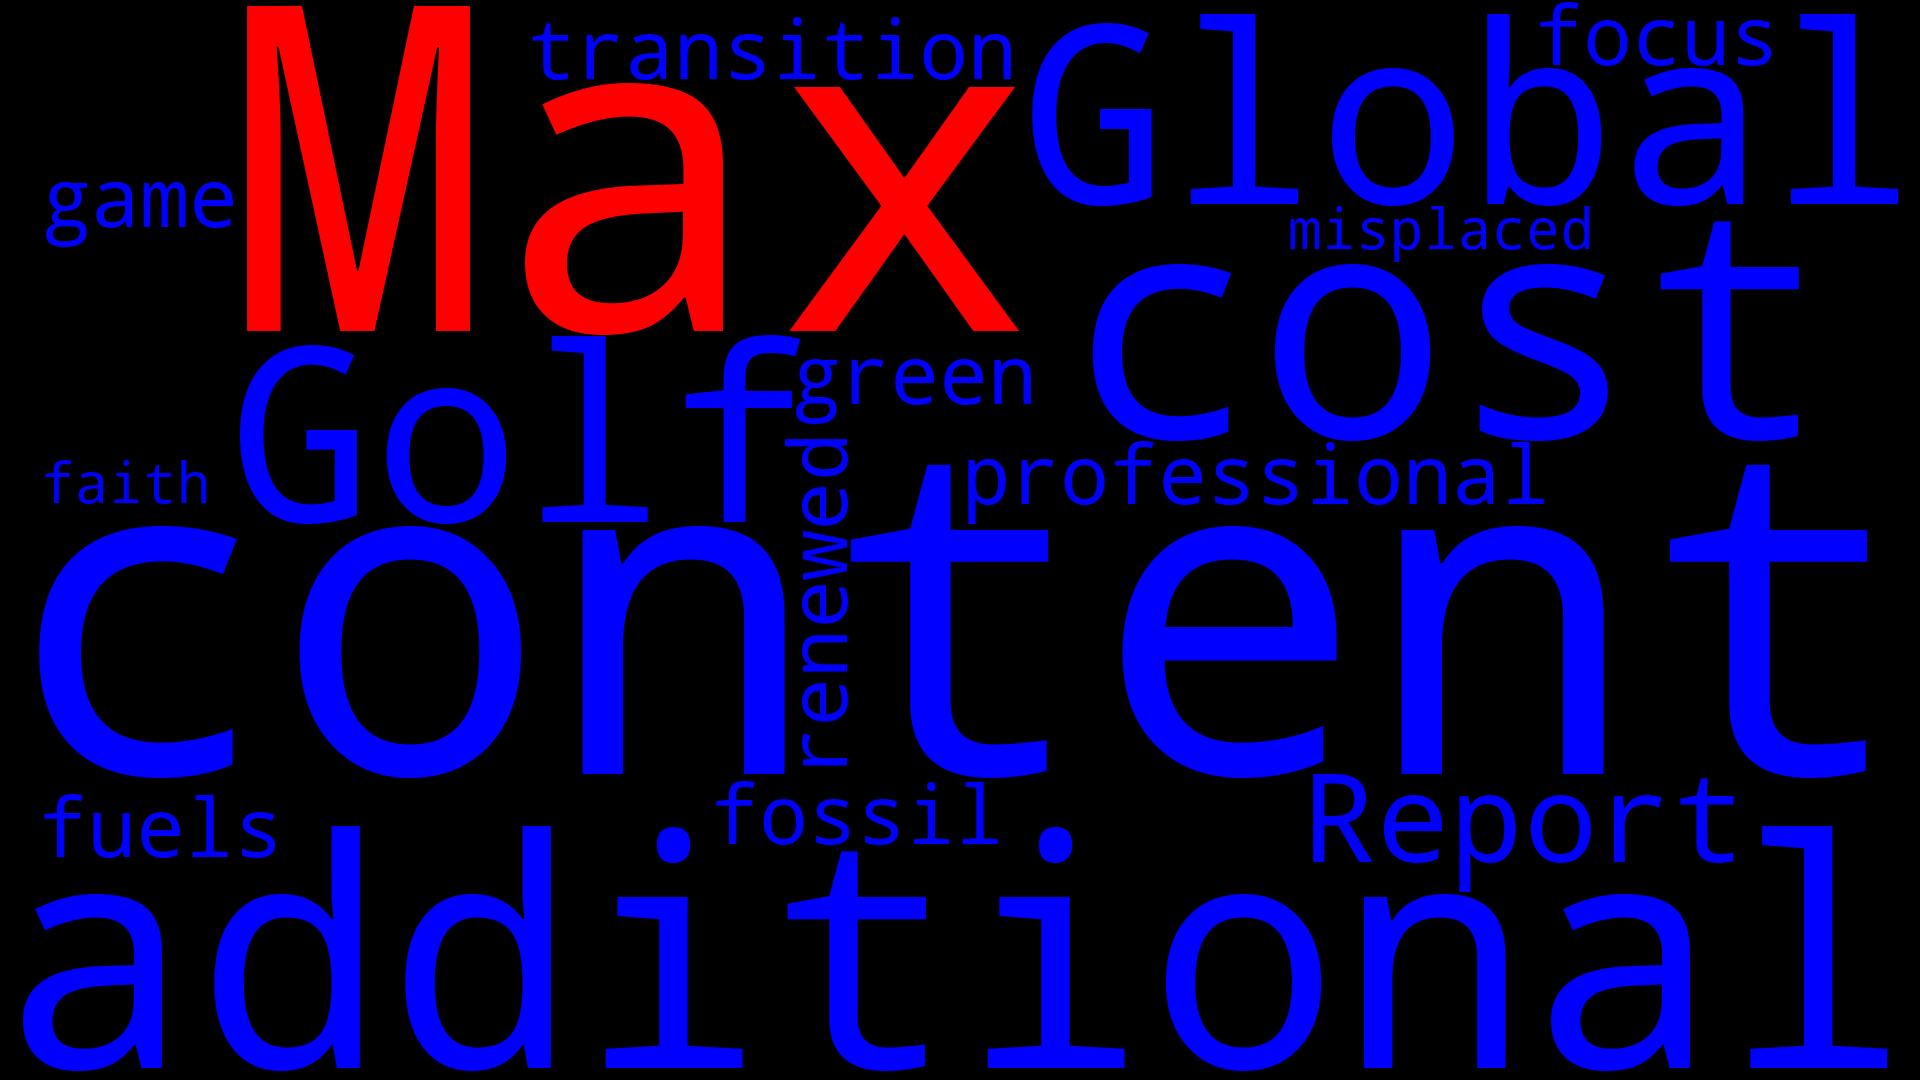 transition
focus
Max
Global
game
misplaced
cost
Golf
green
faith
professional
renewed
content
fuels
fossil
Report
additional